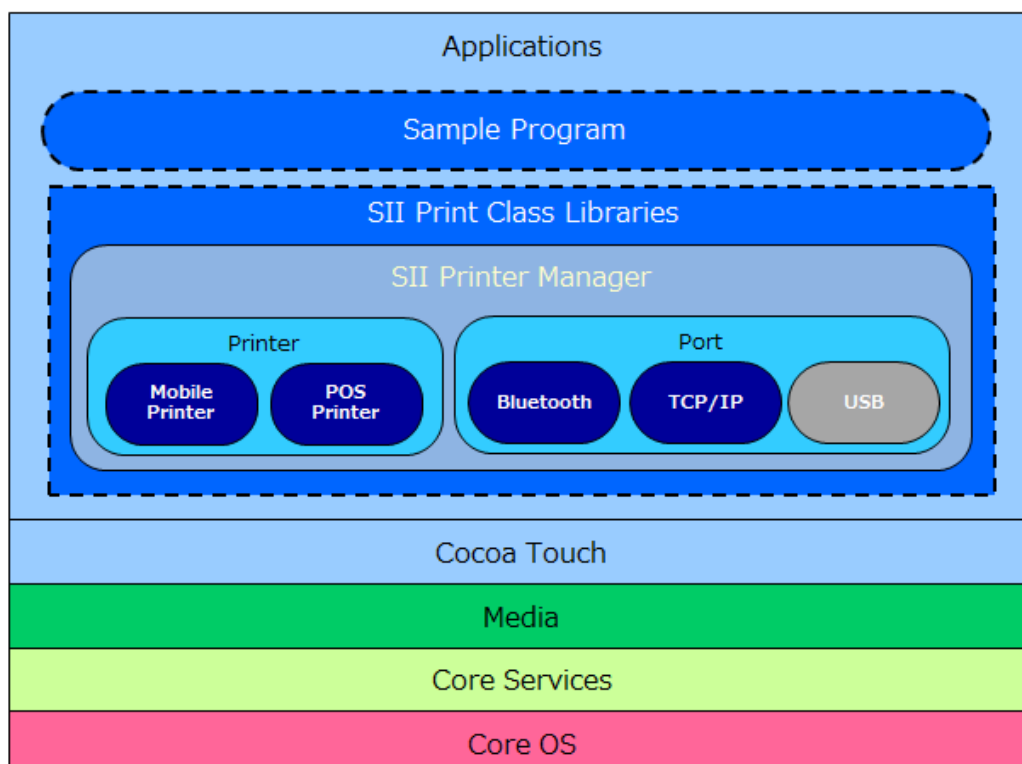 Applications
Sample Program
SII Print Class Libraries
SII Printer Manager
Printer
Mobile
Printer
POS
Printer
Port
Bluetooth
TCP/IP
USB
Cocoa Touch
Media
Core Services
Core OS